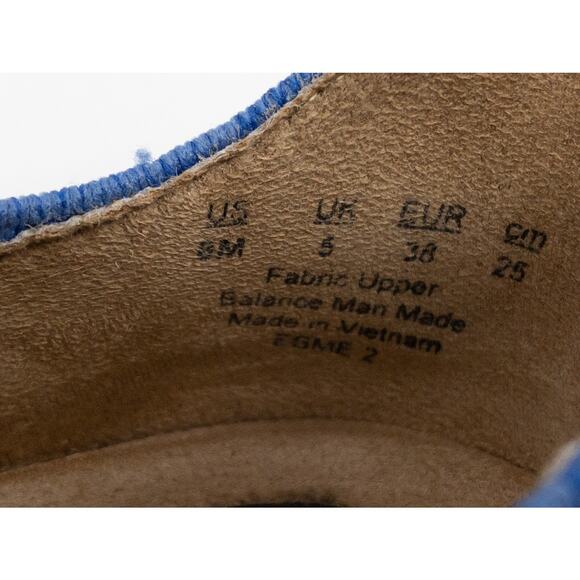 US UK EUR cm
8M 5 38 25
Fabric Upper
Balance Man Made
Made in Vietnam
EGME 2